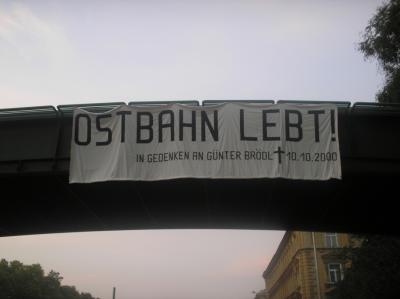 OSTBAHN LEBT!
IN GEDENKEN AN GÜNTER BRÖDL ✝ 10.10.2000